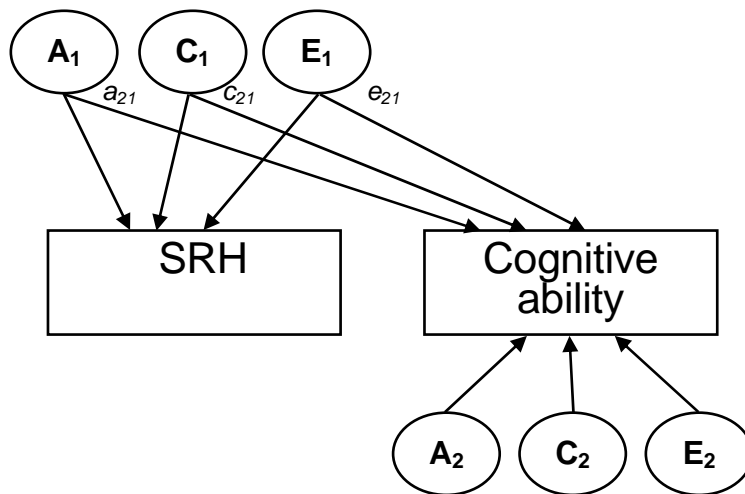 A1 C1 E1
a21 c21 e21
SRH
Cognitive
ability
A2 C2 E2